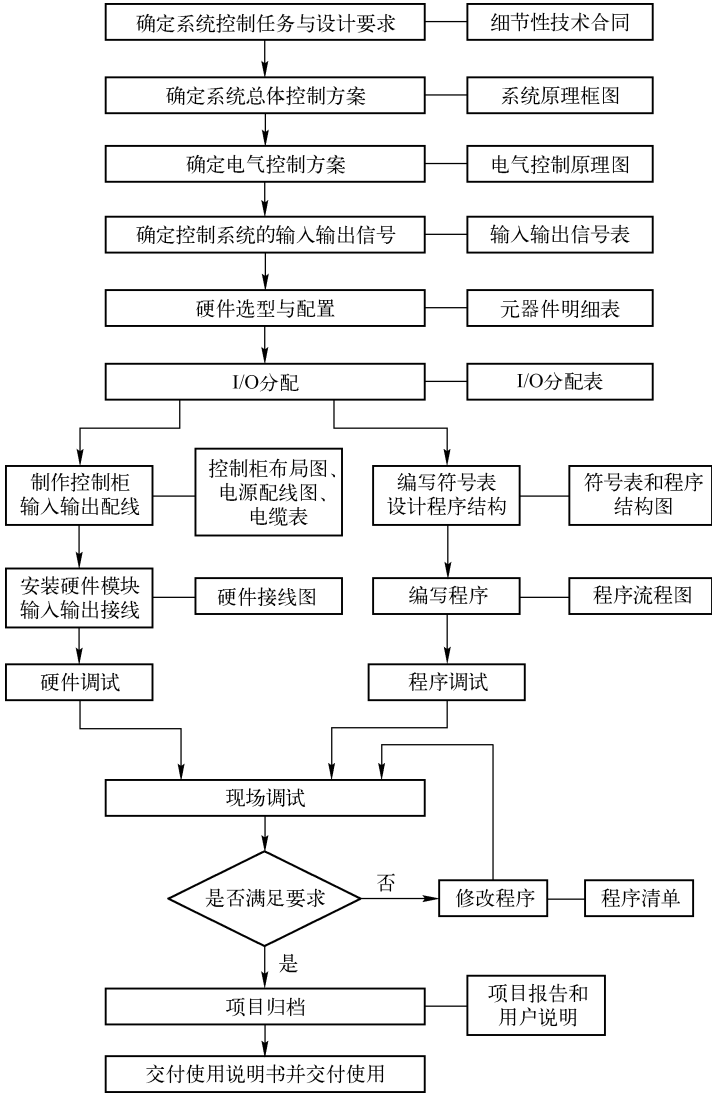 确定系统控制任务与设计要求
细节性技术合同
确定系统总体控制方案
系统原理框图
确定电气控制方案
电气控制原理图
确定控制系统的输入输出信号
输入输出信号表
硬件选型与配置
元器件明细表
I/O分配
I/O分配表
制作控制柜
输入输出配线
控制柜布局图、
电源配线图、
电缆表
编写符号表
设计程序结构
符号表和程序
结构图
安装硬件模块
输入输出接线
硬件接线图
编写程序
程序流程图
硬件调试
程序调试
现场调试
是否满足要求
否
修改程序
程序清单
是
项目归档
项目报告和
用户说明
交付使用说明书并交付使用